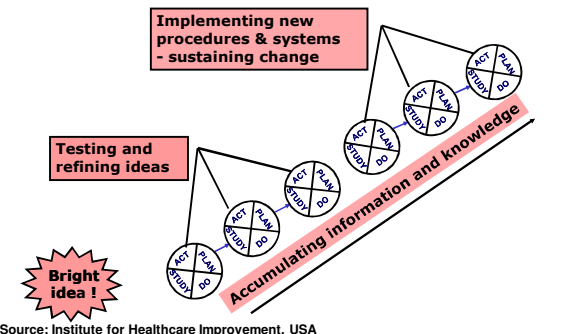 Implementing new
procedures & systems
- sustaining change
ACT PLAN
STUDY DO
ACT PLAN
STUDY DO
ACT PLAN
STUDY DO
Testing and
refining ideas
ACT PLAN
STUDY DO
ACT PLAN
STUDY DO
ACT PLAN
STUDY DO
Accumulating information and knowledge
Bright
idea !
Source: Institute for Healthcare Improvement, USA